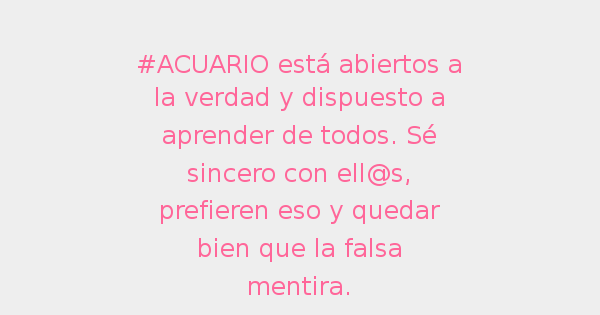 #ACUARIO está abiertos a
la verdad y dispuesto a
aprender de todos. Sé
sincero con ell@s,
prefieren eso y quedar
bien que la falsa
mentira.